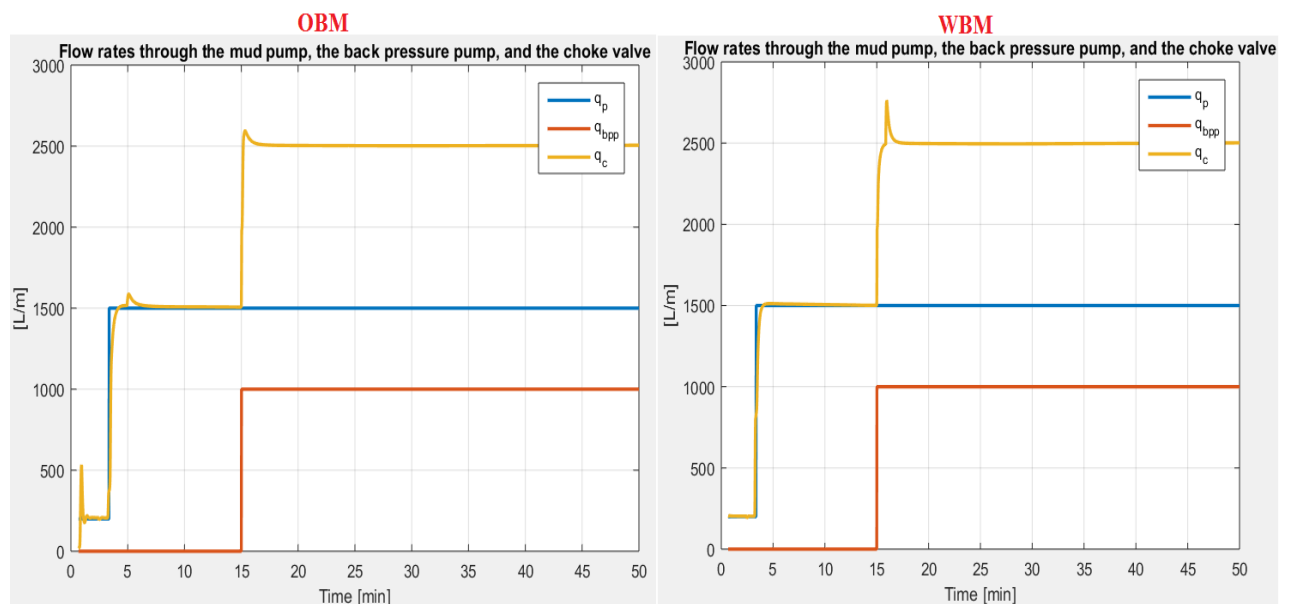 OBM
Flow rates through the mud pump, the back pressure pump, and the choke valve
3000
2500
2000
1500
1000
500
0
[L/m]
q_p
q_bpp
q_c
0 5 10 15 20 25 30 35 40 45 50
Time [min]
WBM
Flow rates through the mud pump, the back pressure pump, and the choke valve
3000
2500
2000
1500
1000
500
0
[L/m]
q_p
q_bpp
q_c
0 5 10 15 20 25 30 35 40 45 50
Time [min]